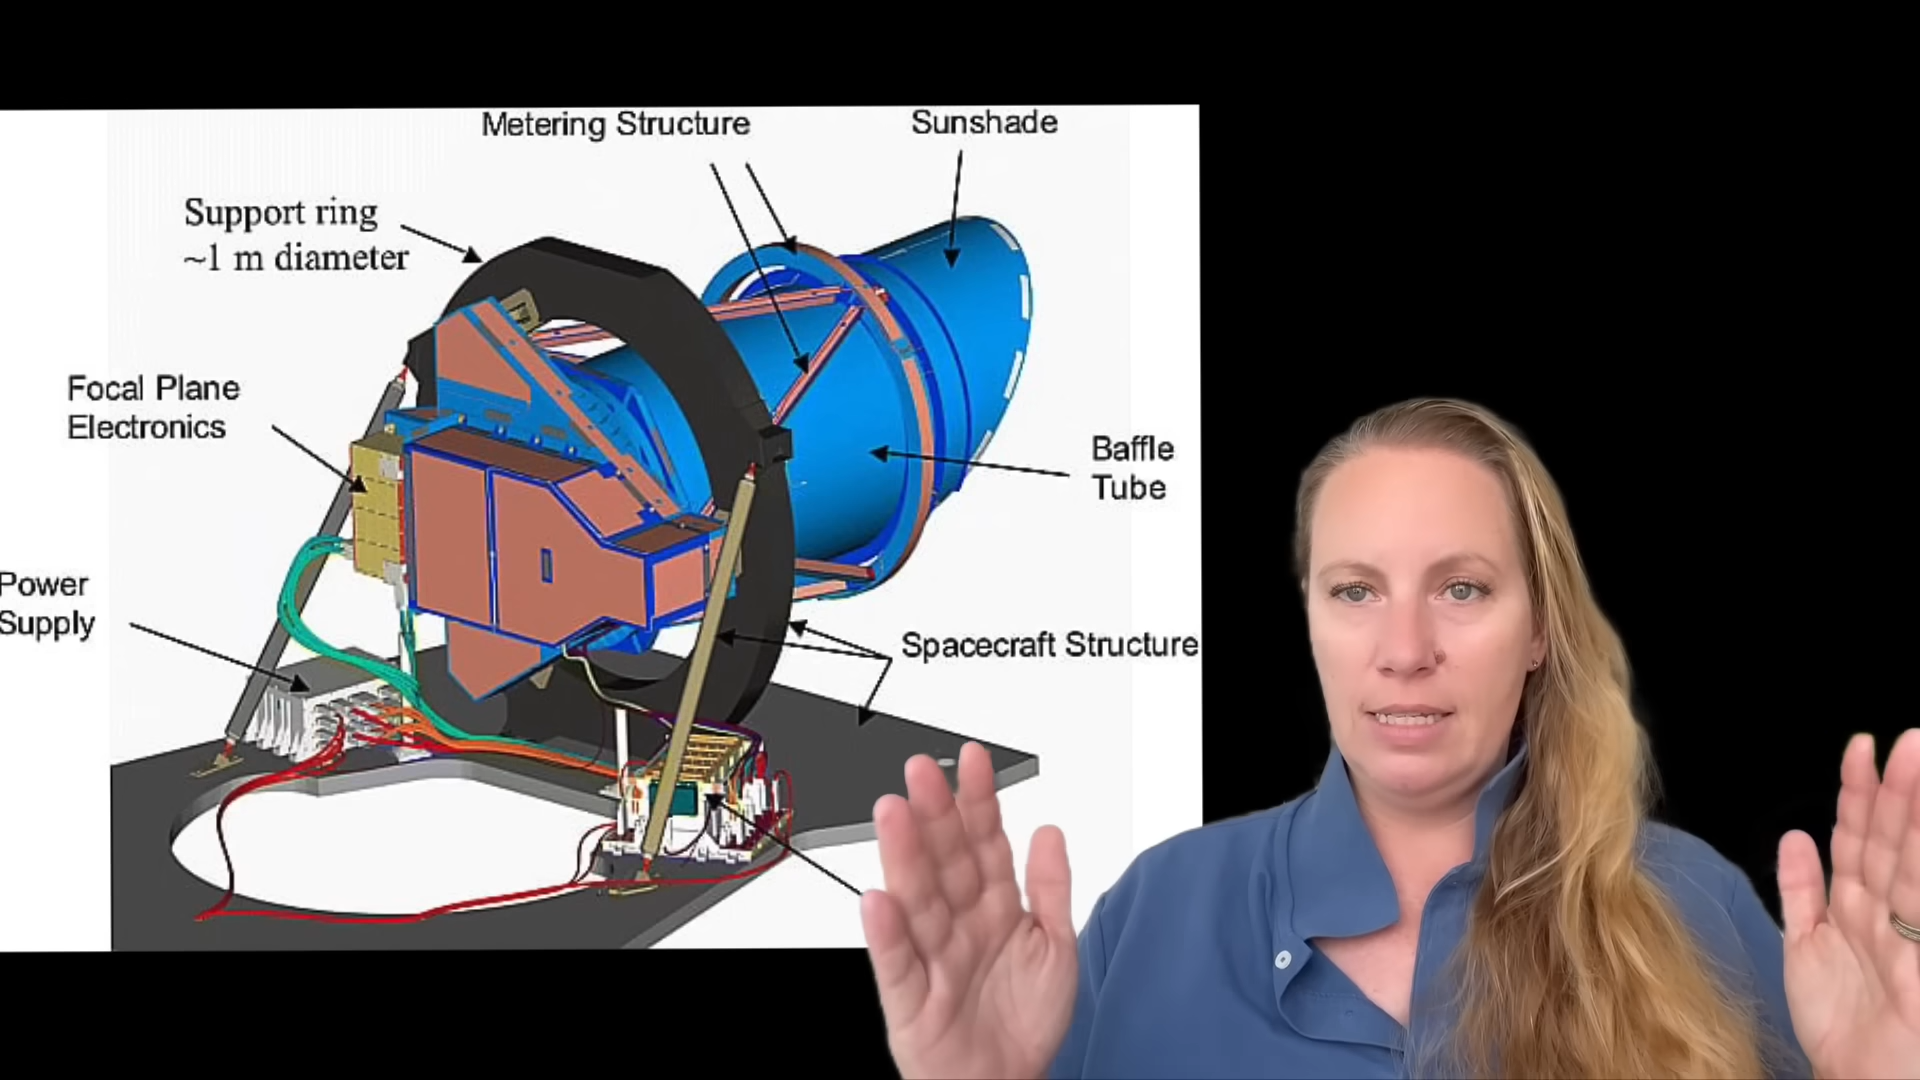 Metering Structure
Sunshade
Support ring
~1 m diameter
Focal Plane
Electronics
Baffle
Tube
Power
Supply
Spacecraft Structure